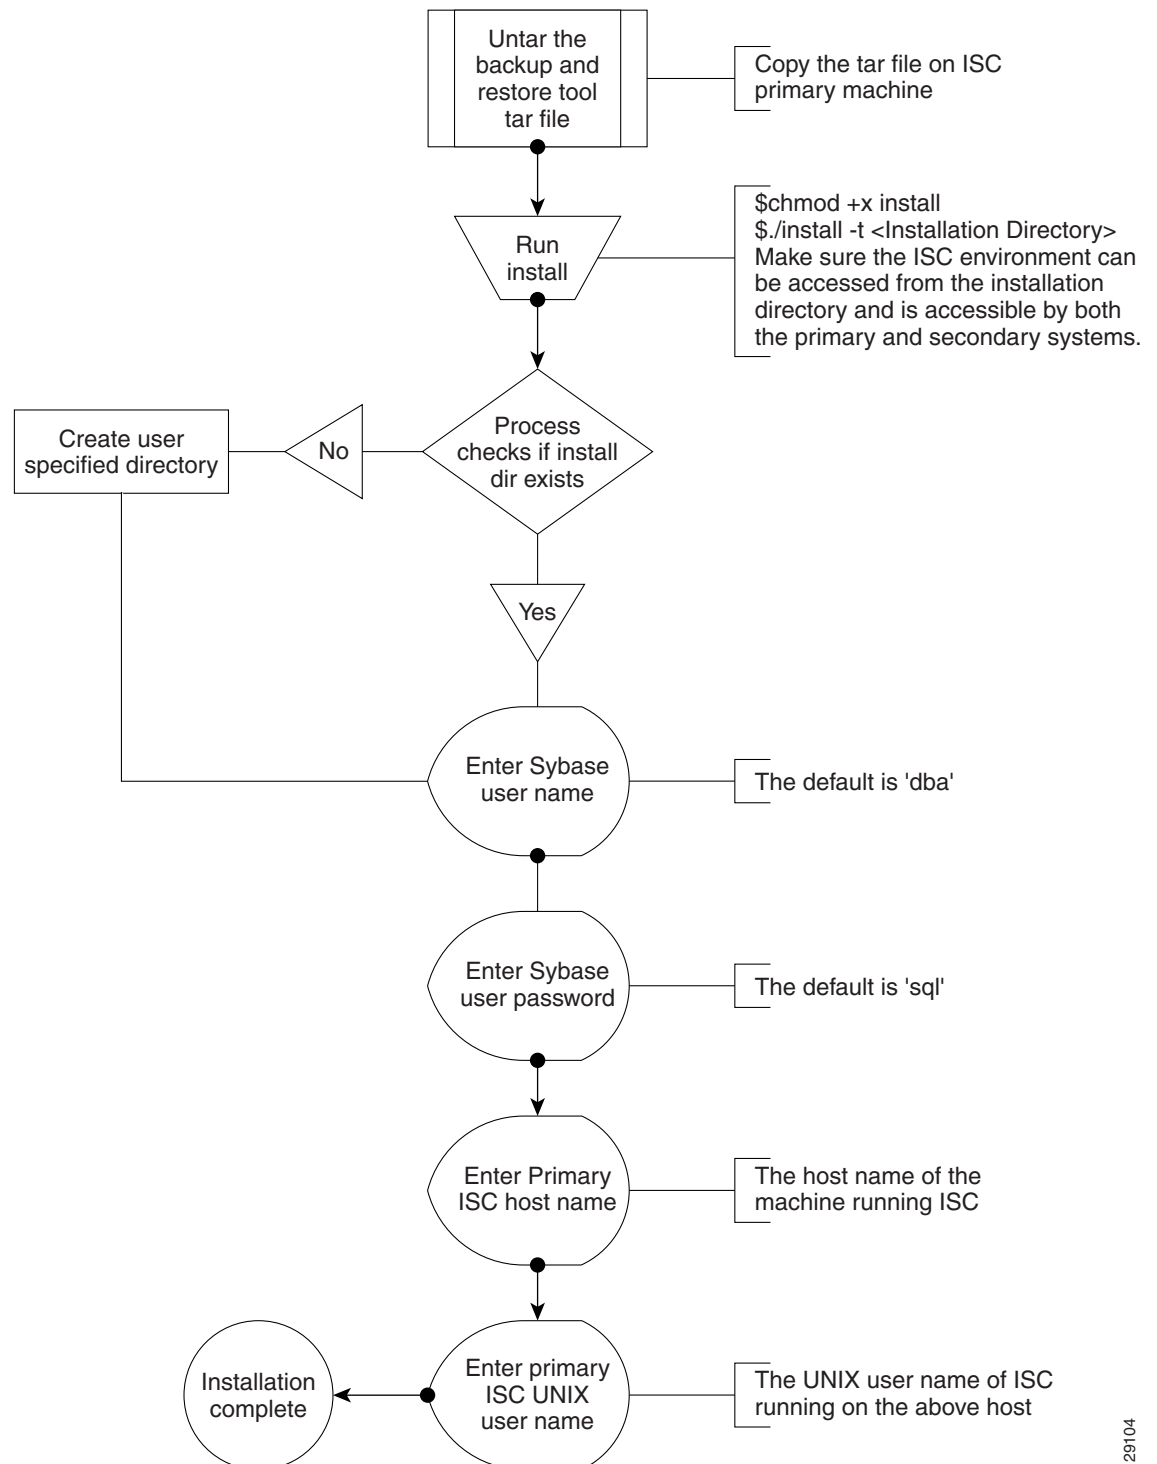 Untar the
backup and
restore tool
tar file
Copy the tar file on ISC
primary machine
Run
install
$chmod +x install
$./install -t <Installation Directory>
Make sure the ISC environment can
be accessed from the installation
directory and is accessible by both
the primary and secondary systems.
Process
checks if install
dir exists
No
Create user
specified directory
Yes
Enter Sybase
user name
The default is 'dba'
Enter Sybase
user password
The default is 'sql'
Enter Primary
ISC host name
The host name of the
machine running ISC
Enter primary
ISC UNIX
user name
The UNIX user name of ISC
running on the above host
Installation
complete
29104